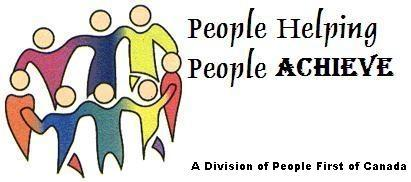 People Helping
People ACHIEVE
A Division of People First of Canada